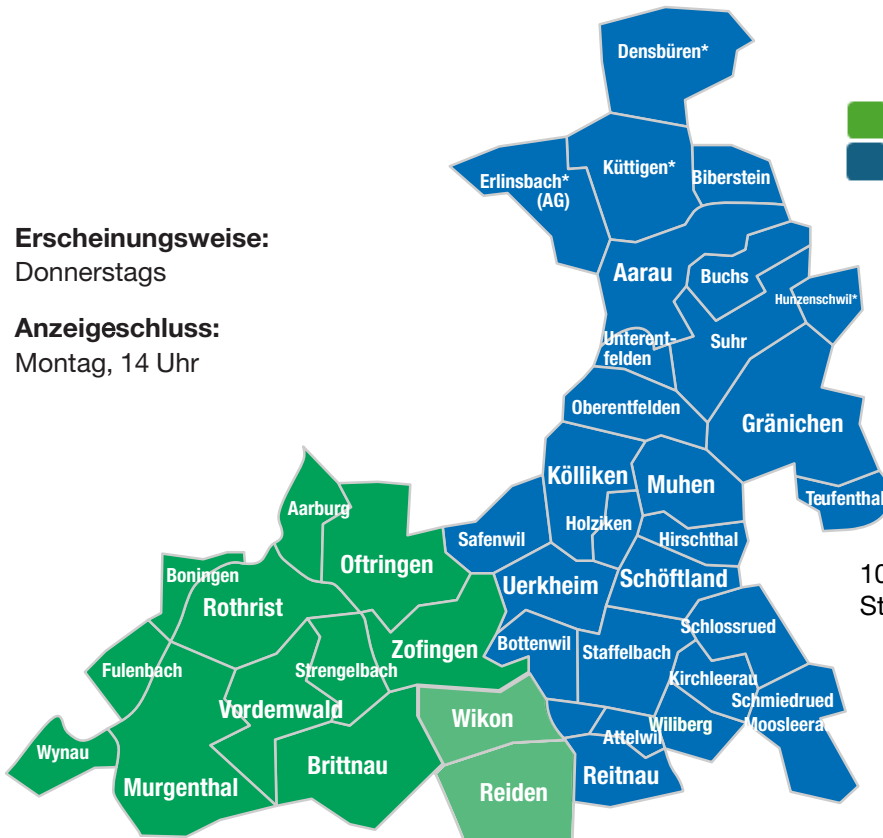 Densbüren*
Küttigen*
Biberstein
Erlinsbach*
(AG)
Erscheinungsweise:
Donnerstags
Anzeigeschluss:
Montag, 14 Uhr
Aarau
Buchs
Hunzenschwil*
Unterent-
felden
Suhr
Oberentfelden
Gränichen
Kölliken
Muhen
Teufenthal
Holziken
Safenwil
Hirschthal
Aarburg
Oftringen
Boningen
Rothrist
Uerkheim
Schöftland
10
St
Zofingen
Bottenwil
Staffelbach
Schlossrued
Fulenbach
Strengelbach
Kirchleerau
Schmiedrued
Vordemwald
Wikon
Wiliberg
Moosleerau
Wynau
Attelwil
Murgenthal
Brittnau
Reitnau
Reiden